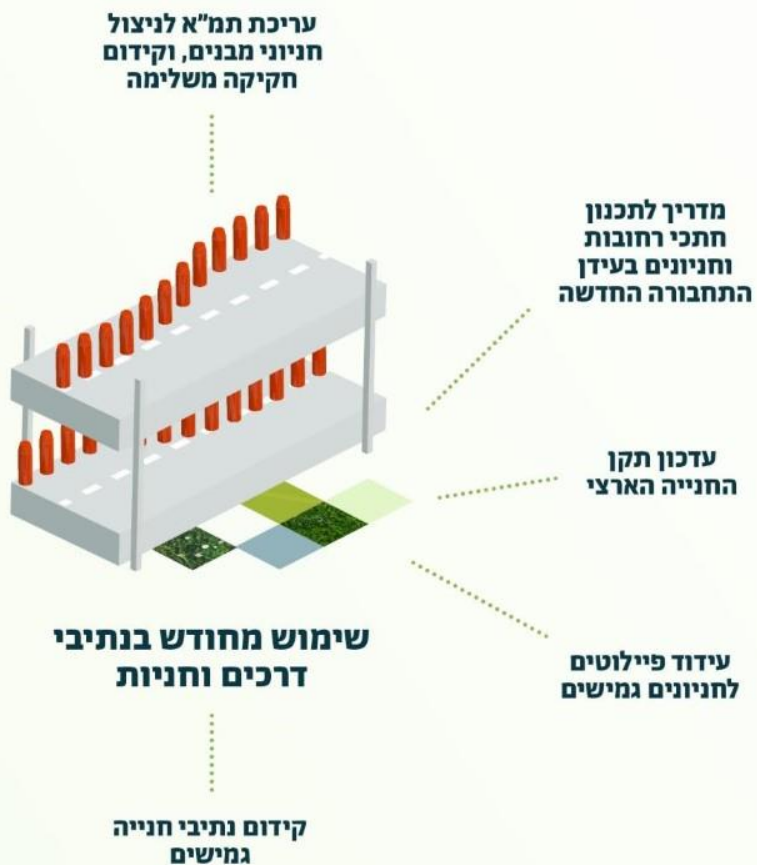 עריכת תמ"א לניצול
חניוני מבנים, וקידום
חקיקה משלימה
מדריך לתכנון
חתכי רחובות
וחניונים בעידן
התחבורה החדשה
עדכון תקן
החנייה הארצי
עידוד פיילוטים
לחניונים גמישים
שימוש מחודש בנתיבי
דרכים וחניות
קידום נתיבי חנייה
גמישים